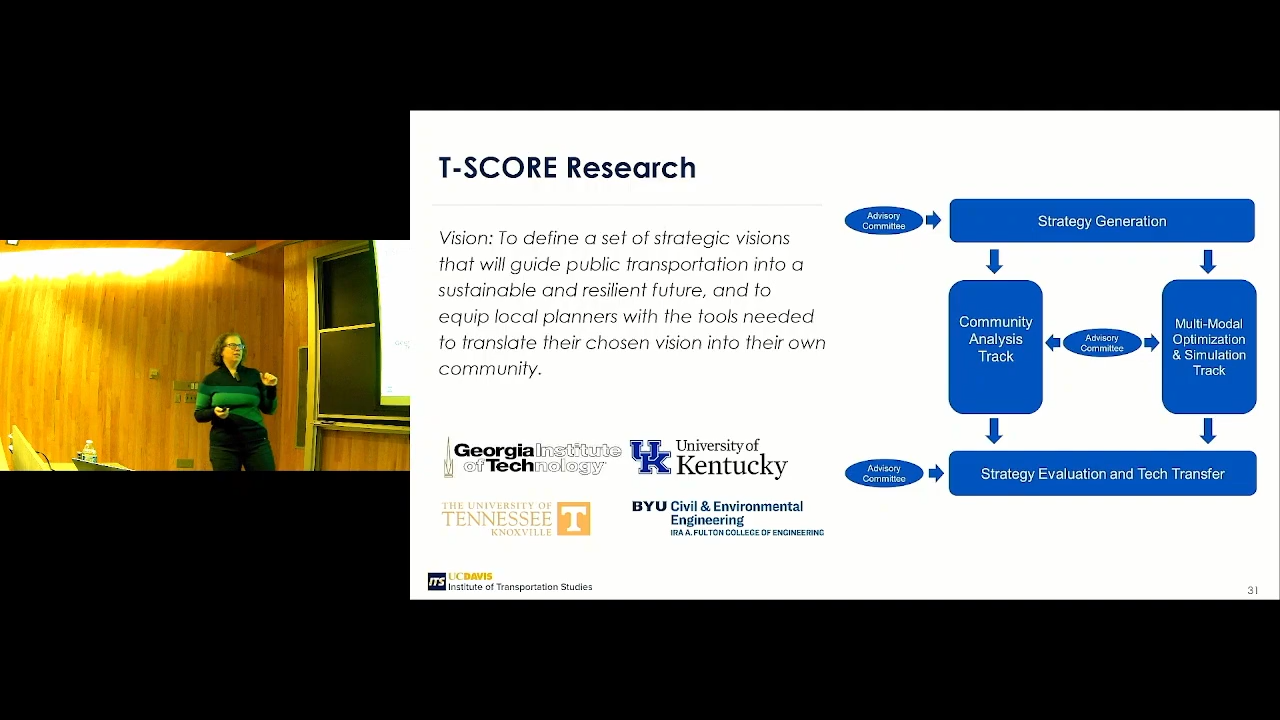 T-SCORE Research
Vision: To define a set of strategic visions
that will guide public transportation into a
sustainable and resilient future, and to
equip local planners with the tools needed
to translate their chosen vision into their own
community.
Georgia Institute
of Technology
UK University of
Kentucky
THE UNIVERSITY OF
TENNESSEE
KNOXVILLE
T
BYU Civil & Environmental
Engineering
IRA A. FULTON COLLEGE OF ENGINEERING
Advisory
Committee
Strategy Generation
Community
Analysis
Track
Advisory
Committee
Multi-Modal
Optimization
& Simulation
Track
Advisory
Committee
Strategy Evaluation and Tech Transfer
ITS UCDAVIS
Institute of Transportation Studies
31